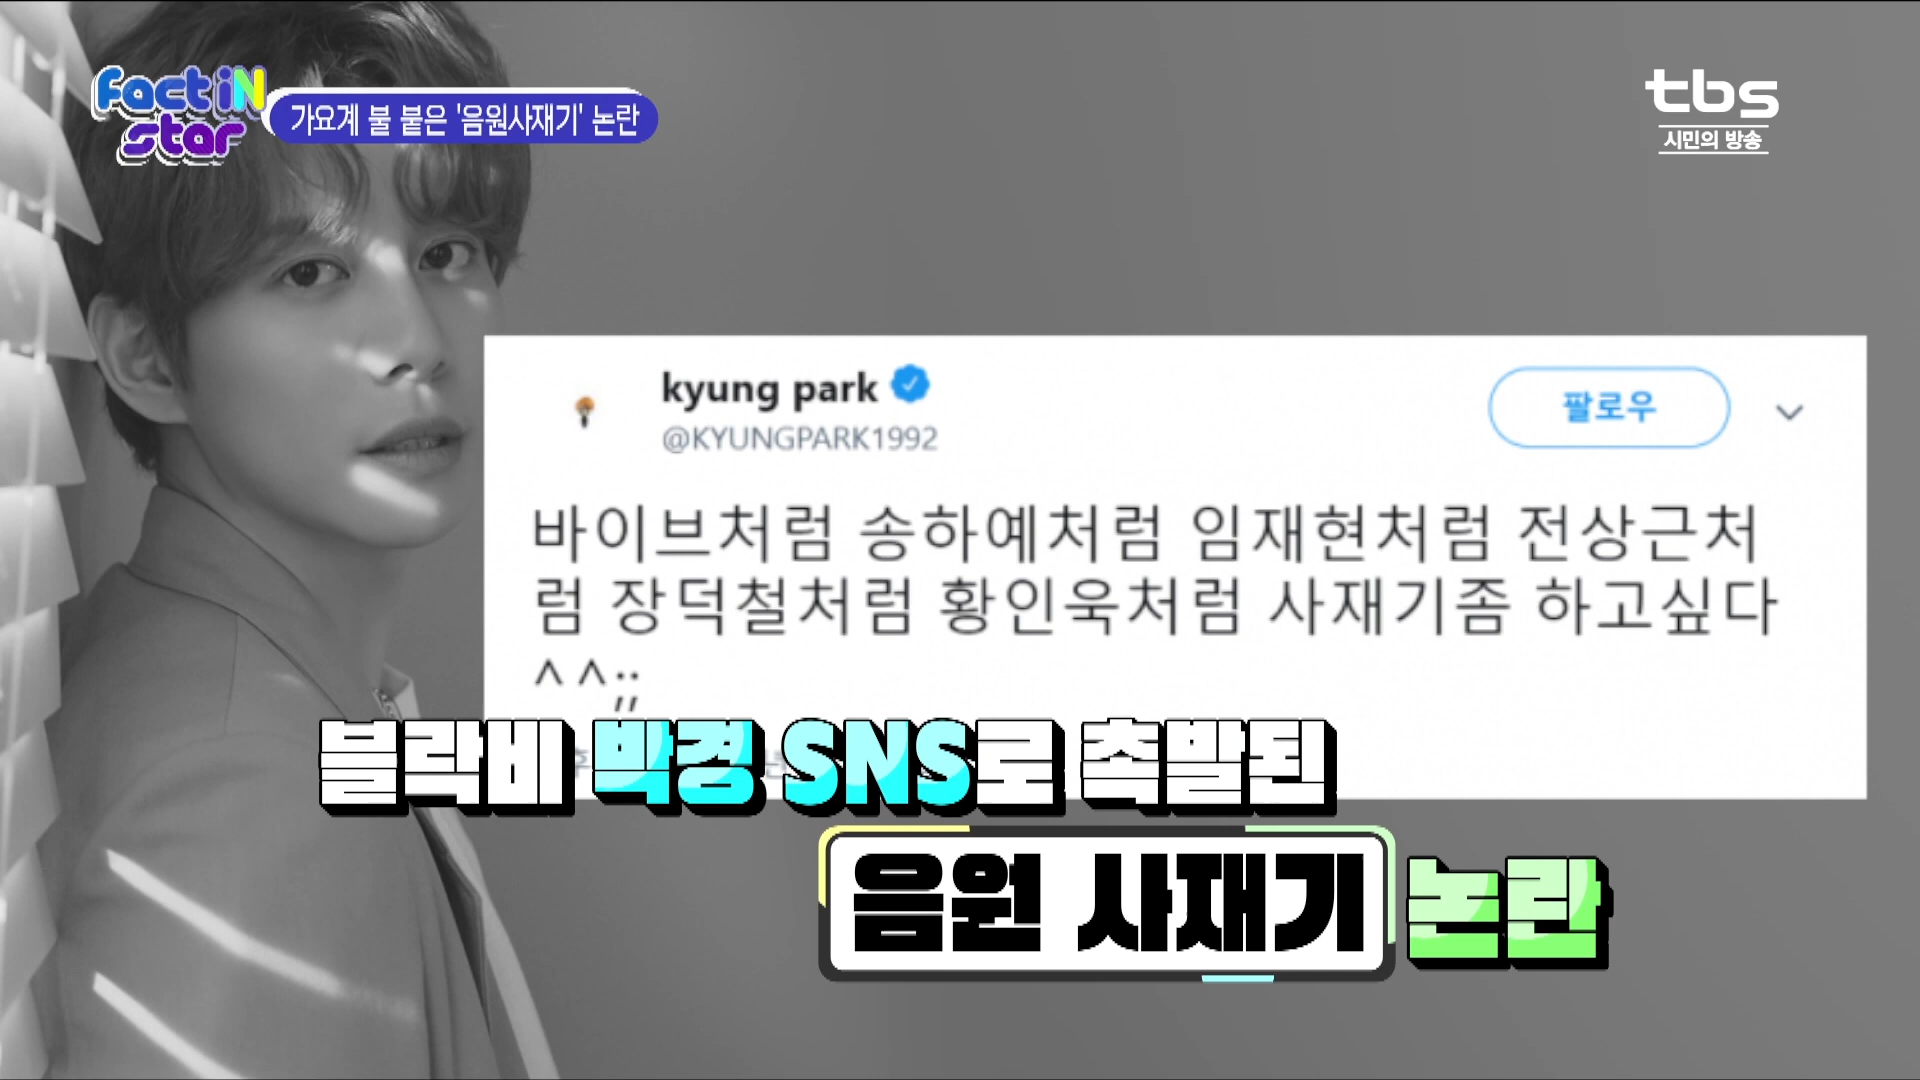 Fact iN
star
가요계 불 붙은 '음원사재기' 논란
tbs
시민의 방송
kyung park
@KYUNGPARK1992
팔로우
바이브처럼 송하예처럼 임재현처럼 전상근처
럼 장덕철처럼 황인욱처럼 사재기좀 하고싶다
^^;;
블락비 박경 SNS로 촉발된
음원 사재기 논란